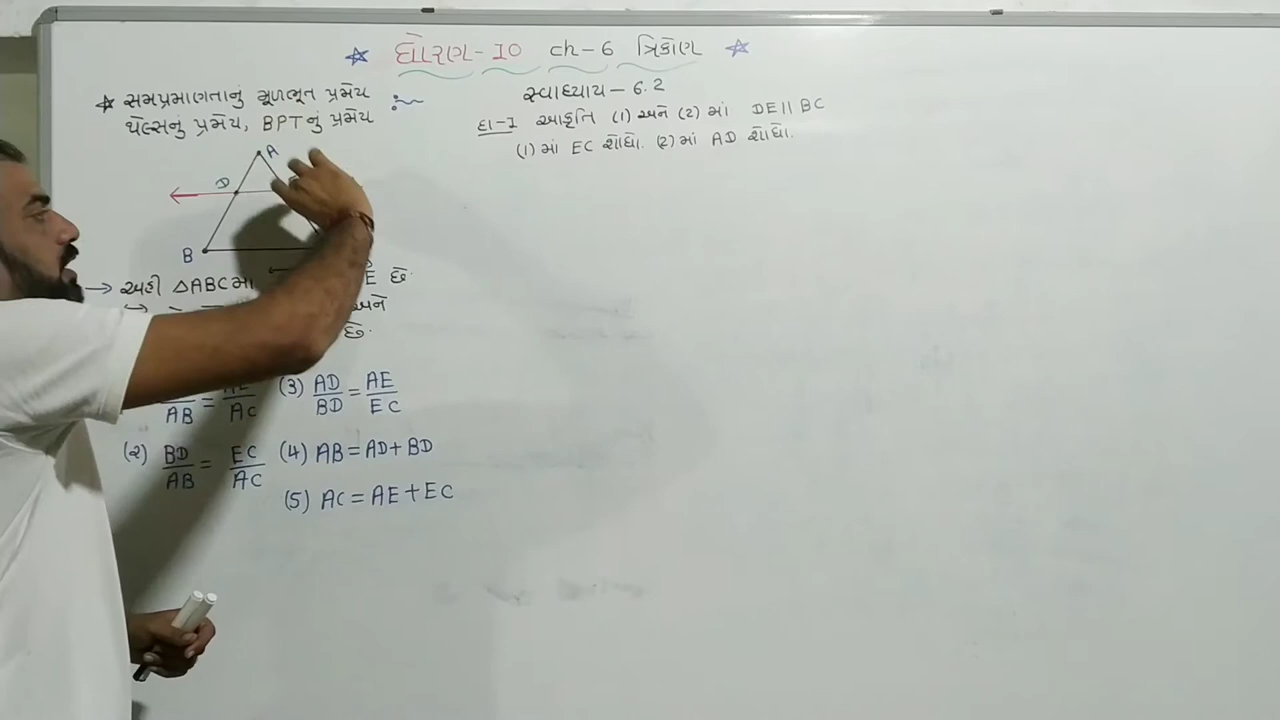 ધોરણ-10 ch-6 ત્રિકોણ
સમપ્રમાણતાનું મૂળભૂત પ્રમેય
થેલ્સનું પ્રમેય, BPTનું પ્રમેય
A
D
B
→ અહીં △ABCમાં E છે.
અને
છે.
AB = AE/AC
(2) BD/AB = EC/AC
(3) AD/BD = AE/EC
(4) AB = AD + BD
(5) AC = AE + EC
સ્વાધ્યાય - 6.2
દા-1 આકૃતિ (1) અને (2) માં DE || BC
(1) માં EC શોધો. (2) માં AD શોધો.